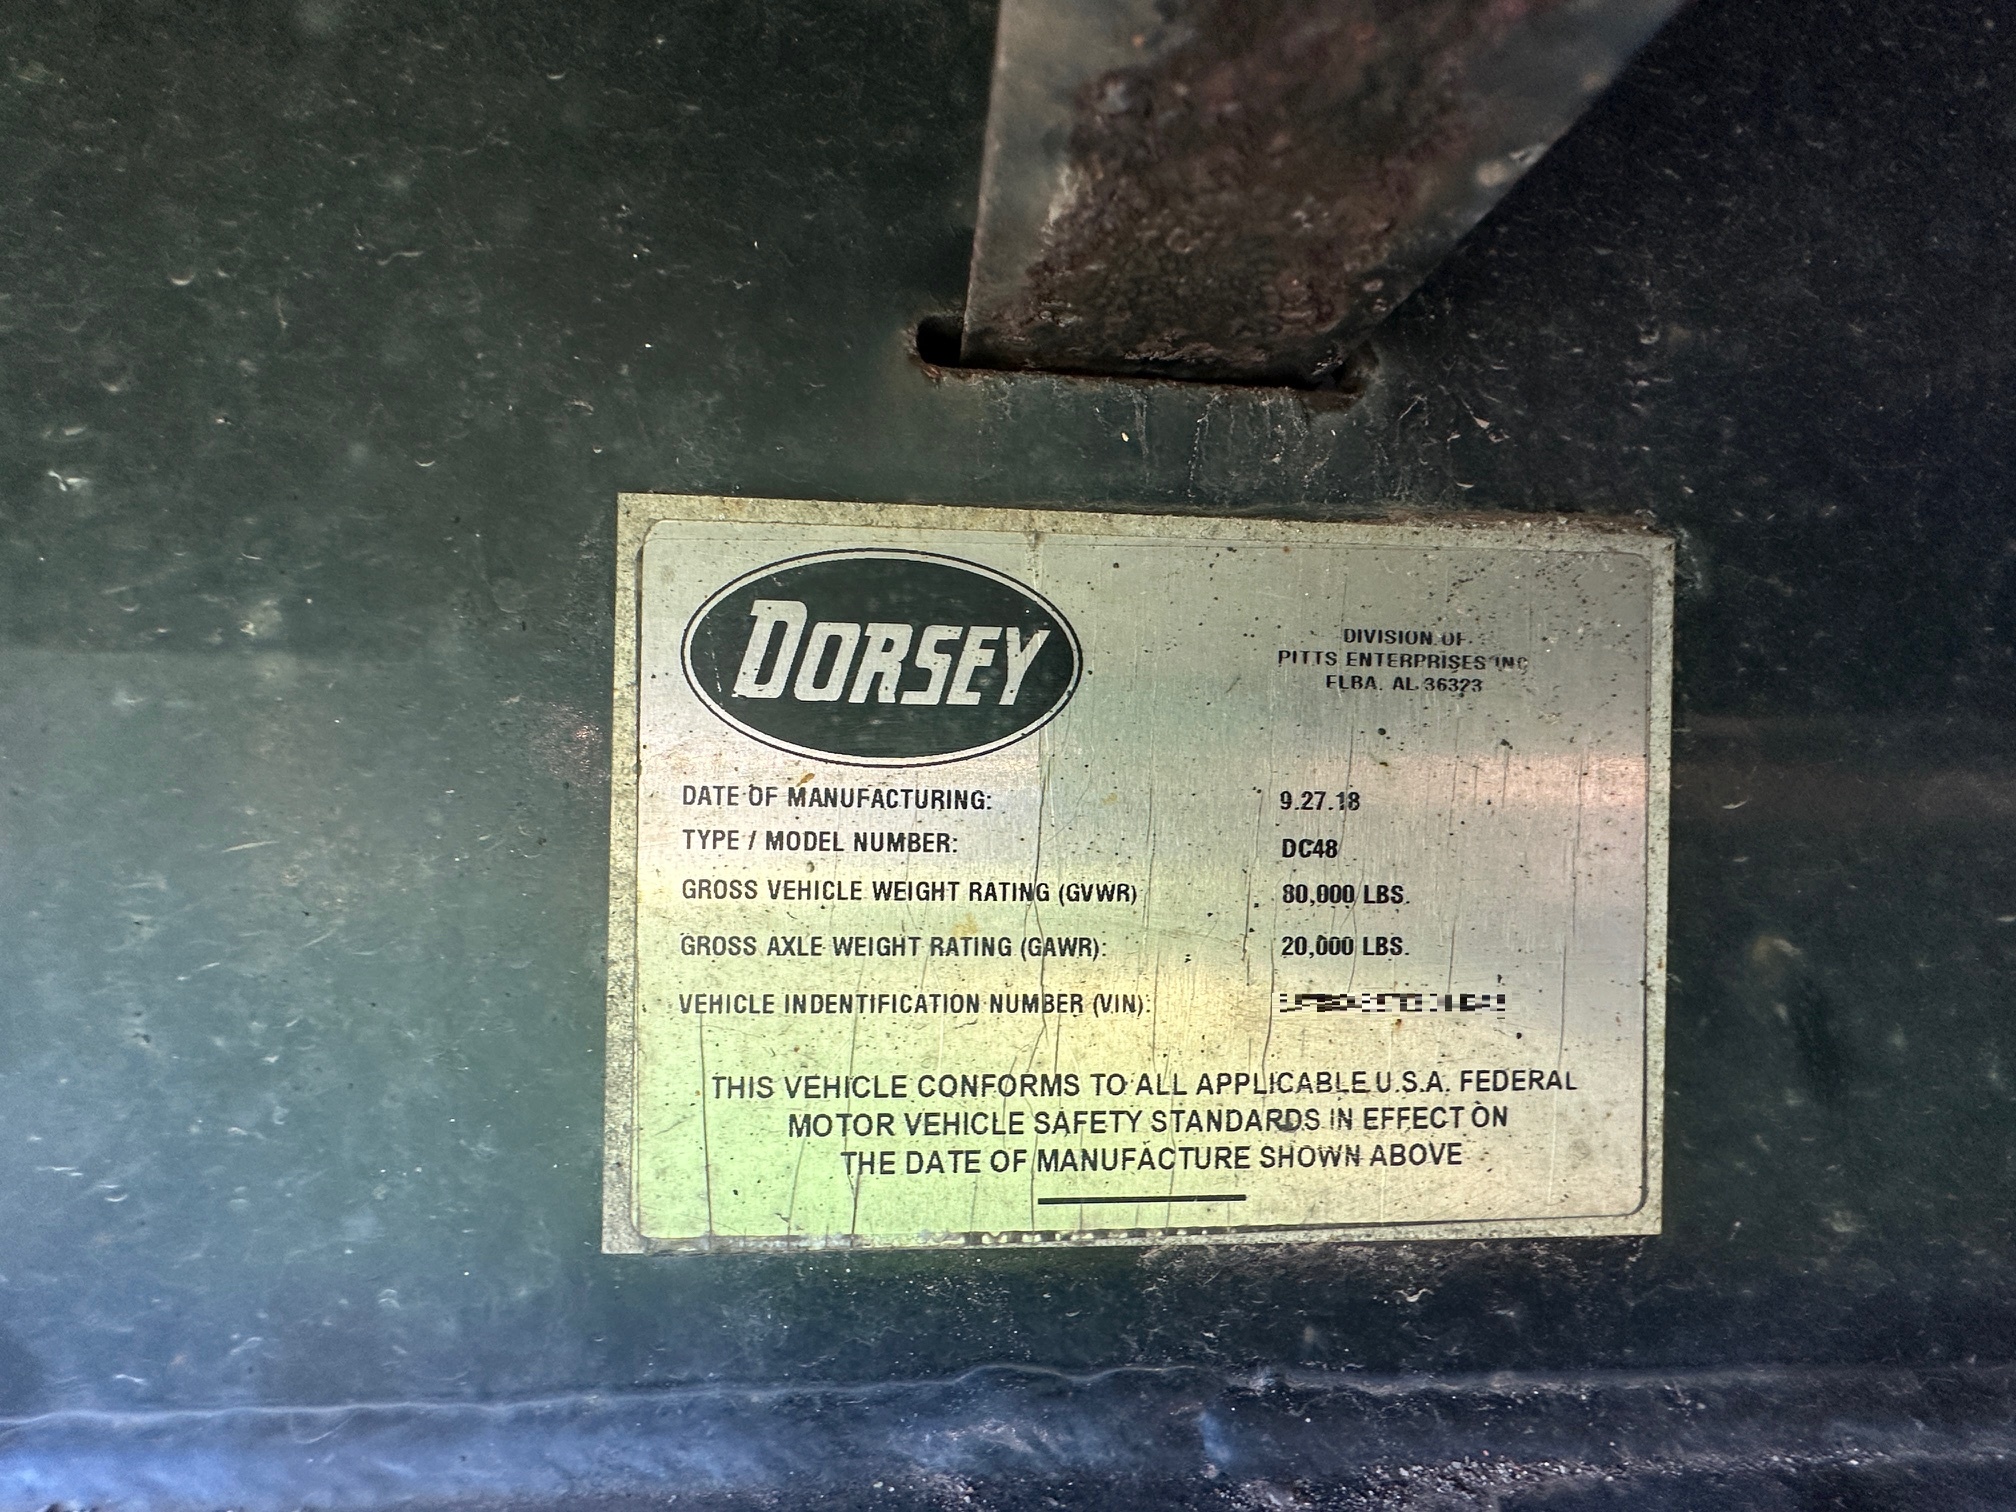 DORSEY
DIVISION OF
PITTS ENTERPRISES INC
ELBA, AL 36323
DATE OF MANUFACTURING: 9.27.18
TYPE / MODEL NUMBER: DC48
GROSS VEHICLE WEIGHT RATING (GVWR) 80,000 LBS.
GROSS AXLE WEIGHT RATING (GAWR): 20,000 LBS.
VEHICLE INDENTIFICATION NUMBER (VIN):
THIS VEHICLE CONFORMS TO ALL APPLICABLE U.S.A. FEDERAL
MOTOR VEHICLE SAFETY STANDARDS IN EFFECT ON
THE DATE OF MANUFACTURE SHOWN ABOVE